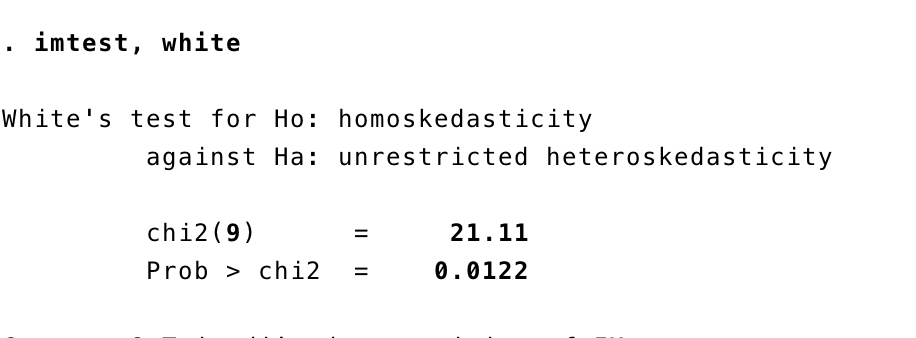 . imtest, white
White's test for Ho: homoskedasticity
against Ha: unrestricted heteroskedasticity
chi2(9) = 21.11
Prob > chi2 = 0.0122